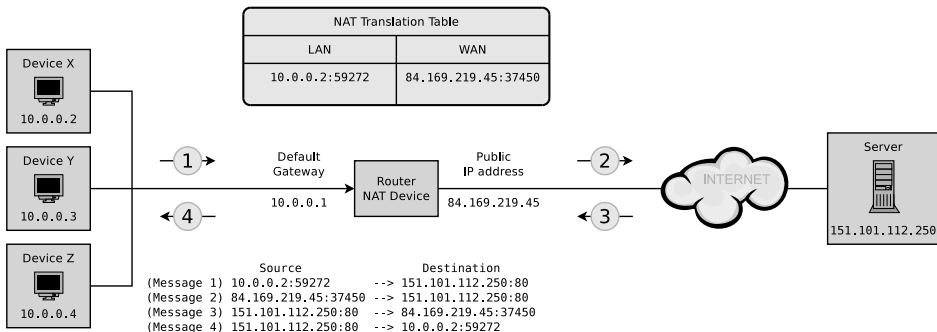 NAT Translation Table
LAN WAN
10.0.0.2:59272 84.169.219.45:37450
Device X
10.0.0.2
Device Y
10.0.0.3
Device Z
10.0.0.4
1
4
Default
Gateway
10.0.0.1
Router
NAT Device
Public
IP address
84.169.219.45
2
3
INTERNET
Server
151.101.112.250
Source Destination
(Message 1) 10.0.0.2:59272 --> 151.101.112.250:80
(Message 2) 84.169.219.45:37450 --> 151.101.112.250:80
(Message 3) 151.101.112.250:80 --> 84.169.219.45:37450
(Message 4) 151.101.112.250:80 --> 10.0.0.2:59272